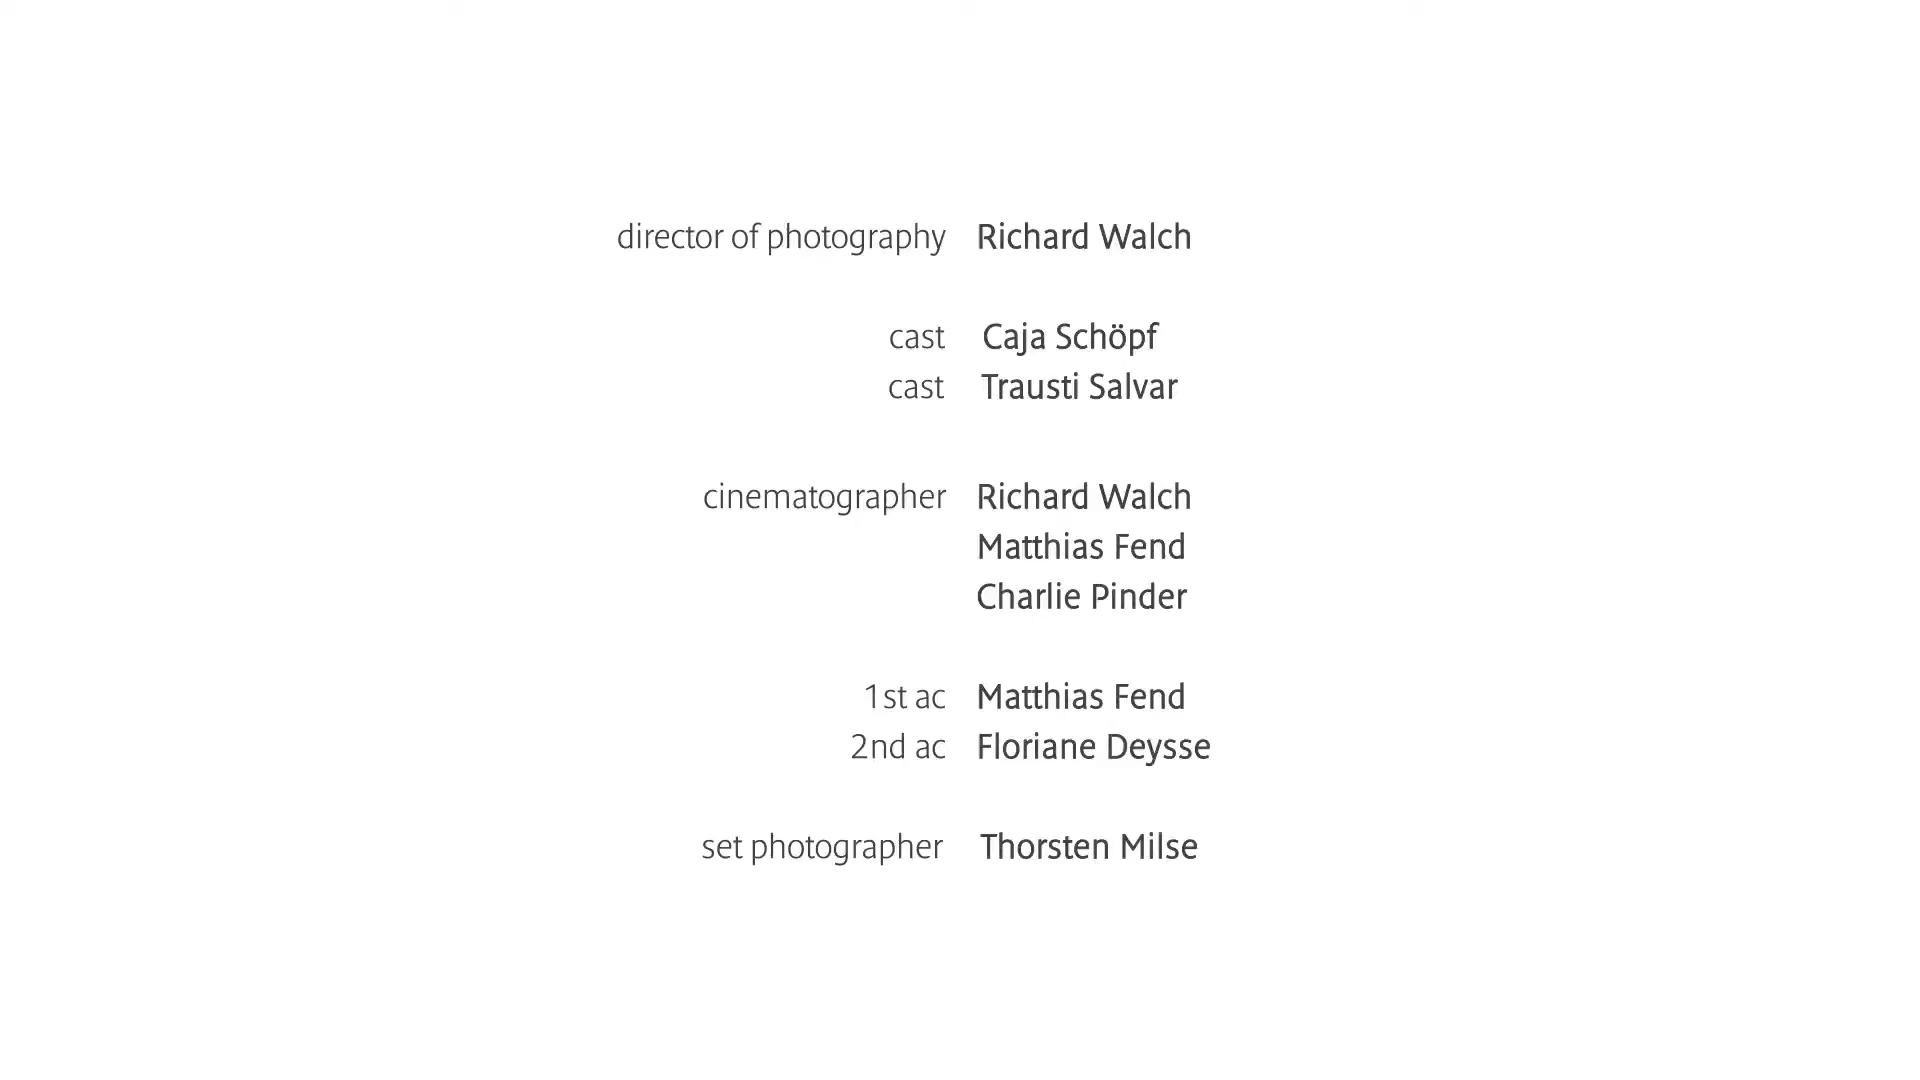 director of photography Richard Walch
cast Caja Schöpf
cast Trausti Salvar
cinematographer Richard Walch
Matthias Fend
Charlie Pinder
1st ac Matthias Fend
2nd ac Floriane Deysse
set photographer Thorsten Milse